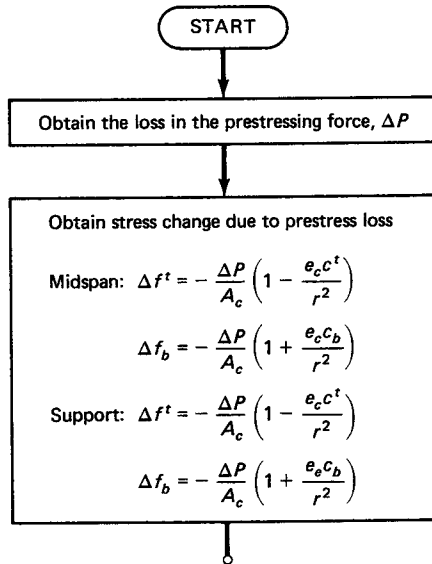 START
Obtain the loss in the prestressing force, ΔP
Obtain stress change due to prestress loss
Midspan: Δf^t = − ΔP/A_c (1 − e_c c^t/r^2)
Δf_b = − ΔP/A_c (1 + e_c c_b/r^2)
Support: Δf^t = − ΔP/A_c (1 − e_c c^t/r^2)
Δf_b = − ΔP/A_c (1 + e_e c_b/r^2)